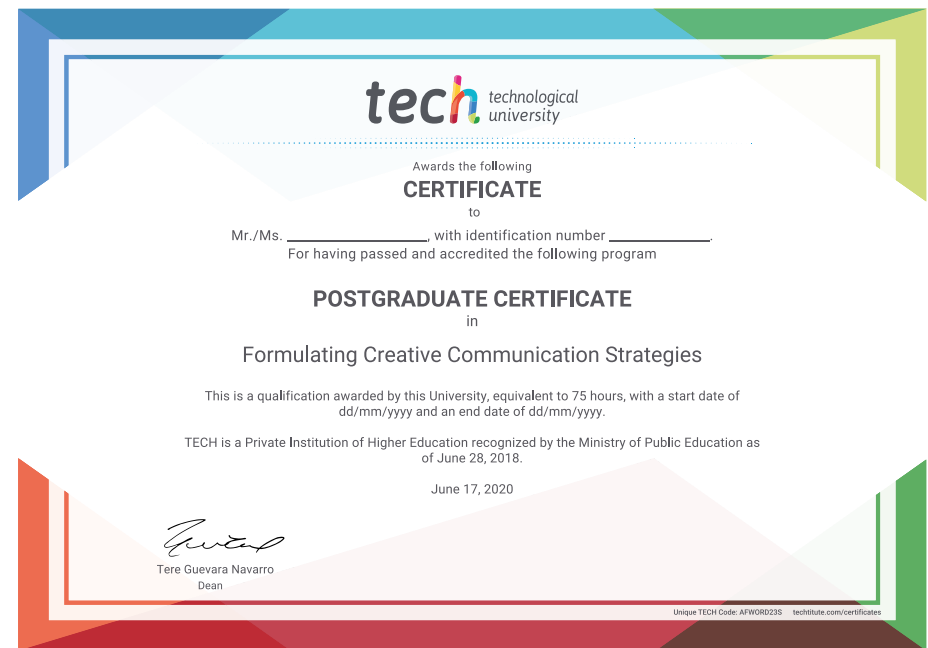 tech technological
university
Awards the following
CERTIFICATE
to
Mr./Ms. ____________, with identification number ____________.
For having passed and accredited the following program
POSTGRADUATE CERTIFICATE
in
Formulating Creative Communication Strategies
This is a qualification awarded by this University, equivalent to 75 hours, with a start date of
dd/mm/yyyy and an end date of dd/mm/yyyy.
TECH is a Private Institution of Higher Education recognized by the Ministry of Public Education as
of June 28, 2018.
June 17, 2020
Tere Guevara Navarro
Dean
Unique TECH Code: AFWORD23S techtitute.com/certificates